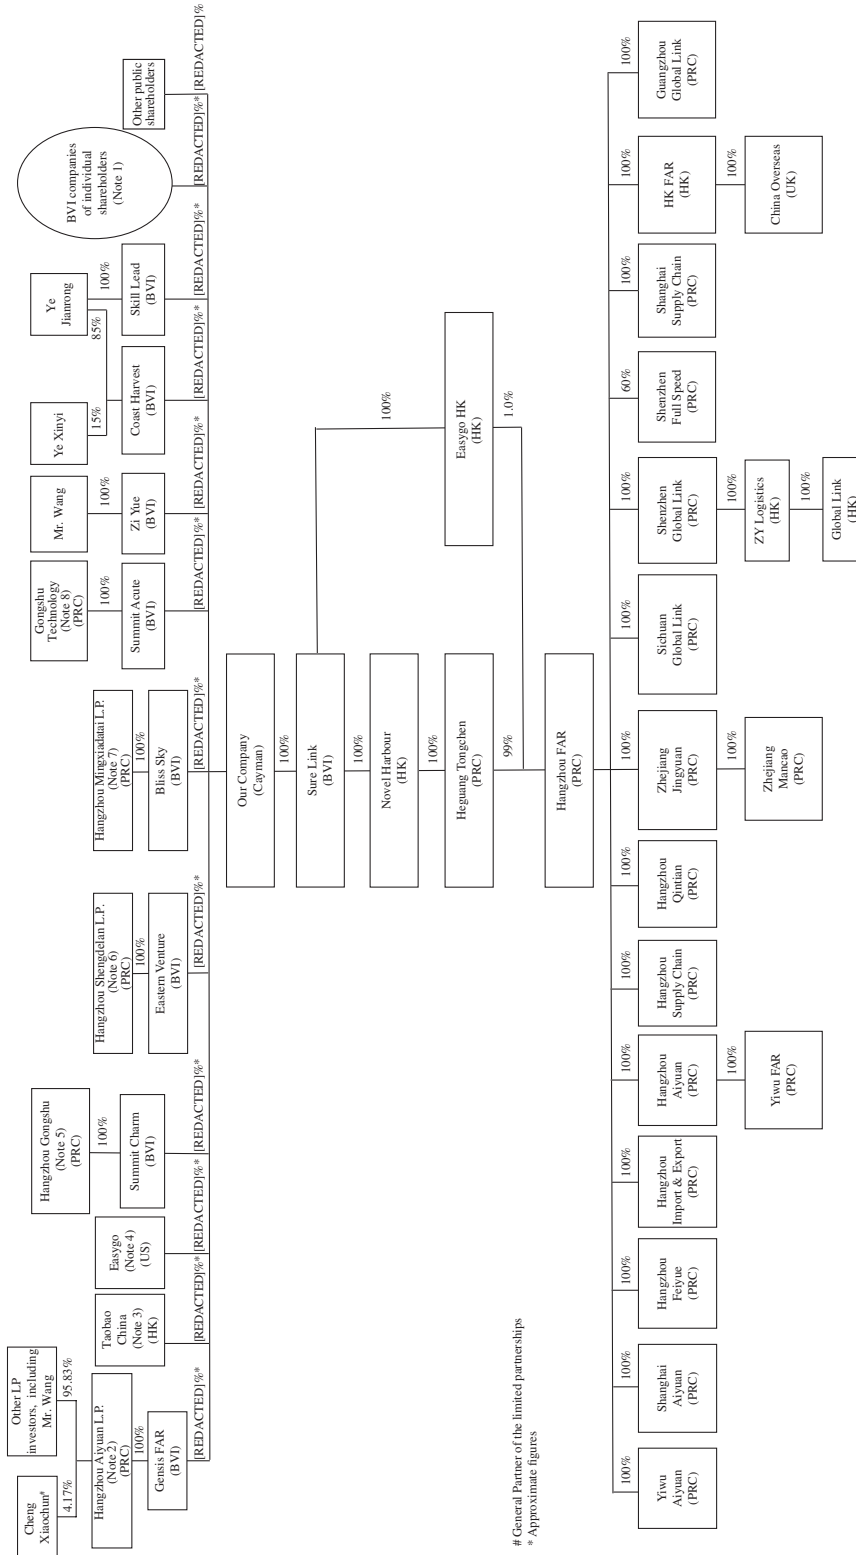 Cheng
Xiaochun#
Other LP
investors, including
Mr. Wang
4.17%
95.83%
Hangzhou Aiyuan L.P.
(Note 2)
(PRC)
100%
Gensis FAR
(BVI)
[REDACTED]%*
Taobao
China
(Note 3)
(HK)
[REDACTED]%*
Easygo
(Note 4)
(US)
[REDACTED]%*
Hangzhou Gongshu
(Note 5)
(PRC)
100%
Summit Charm
(BVI)
[REDACTED]%*
Hangzhou Shengdelan L.P.
(Note 6)
(PRC)
100%
Eastern Venture
(BVI)
[REDACTED]%*
Hangzhou Mingxiadatai L.P.
(Note 7)
(PRC)
100%
Bliss Sky
(BVI)
[REDACTED]%*
Gongshu
Technology
(Note 8)
(PRC)
100%
Summit Acute
(BVI)
[REDACTED]%*
Mr. Wang
100%
Zi Yue
(BVI)
[REDACTED]%*
Ye Xinyi
15%
Ye
Jianrong
85%
Coast Harvest
(BVI)
[REDACTED]%*
100%
Skill Lead
(BVI)
[REDACTED]%*
BVI companies
of individual
shareholders
(Note 1)
[REDACTED]%*
Other public
shareholders
[REDACTED]%
Our Company
(Cayman)
100%
Sure Link
(BVI)
100%
Novel Harbour
(HK)
100%
Heguang Tongchen
(PRC)
99%
100%
Easygo HK
(HK)
1.0%
Hangzhou FAR
(PRC)
100%
Yiwu
Aiyuan
(PRC)
100%
Shanghai
Aiyuan
(PRC)
100%
Hangzhou
Feiyue
(PRC)
100%
Hangzhou
Import & Export
(PRC)
100%
Hangzhou
Aiyuan
(PRC)
100%
Yiwu FAR
(PRC)
100%
Hangzhou
Supply Chain
(PRC)
100%
Hangzhou
Qintian
(PRC)
100%
Zhejiang
Jingyuan
(PRC)
100%
Zhejiang
Mancao
(PRC)
100%
Sichuan
Global Link
(PRC)
100%
Shenzhen
Global Link
(PRC)
100%
ZY Logistics
(HK)
100%
Global Link
(HK)
60%
Shenzhen
Full Speed
(PRC)
100%
Shanghai
Supply Chain
(PRC)
100%
HK FAR
(HK)
100%
China Overseas
(UK)
100%
Guangzhou
Global Link
(PRC)
# General Partner of the limited partnerships
* Approximate figures